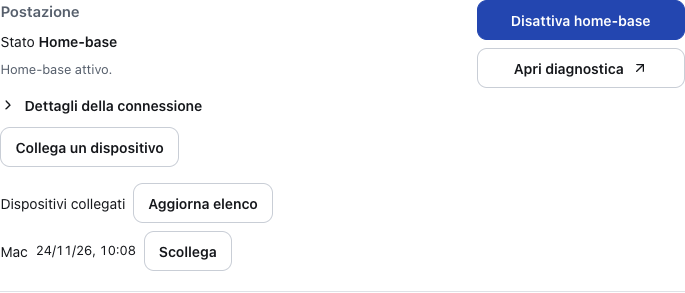 Postazione
Disattiva home-base
Stato Home-base
Home-base attivo.
Apri diagnostica
Dettagli della connessione
Collega un dispositivo
Dispositivi collegati Aggiorna elenco
Mac 24/11/26, 10:08 Scollega